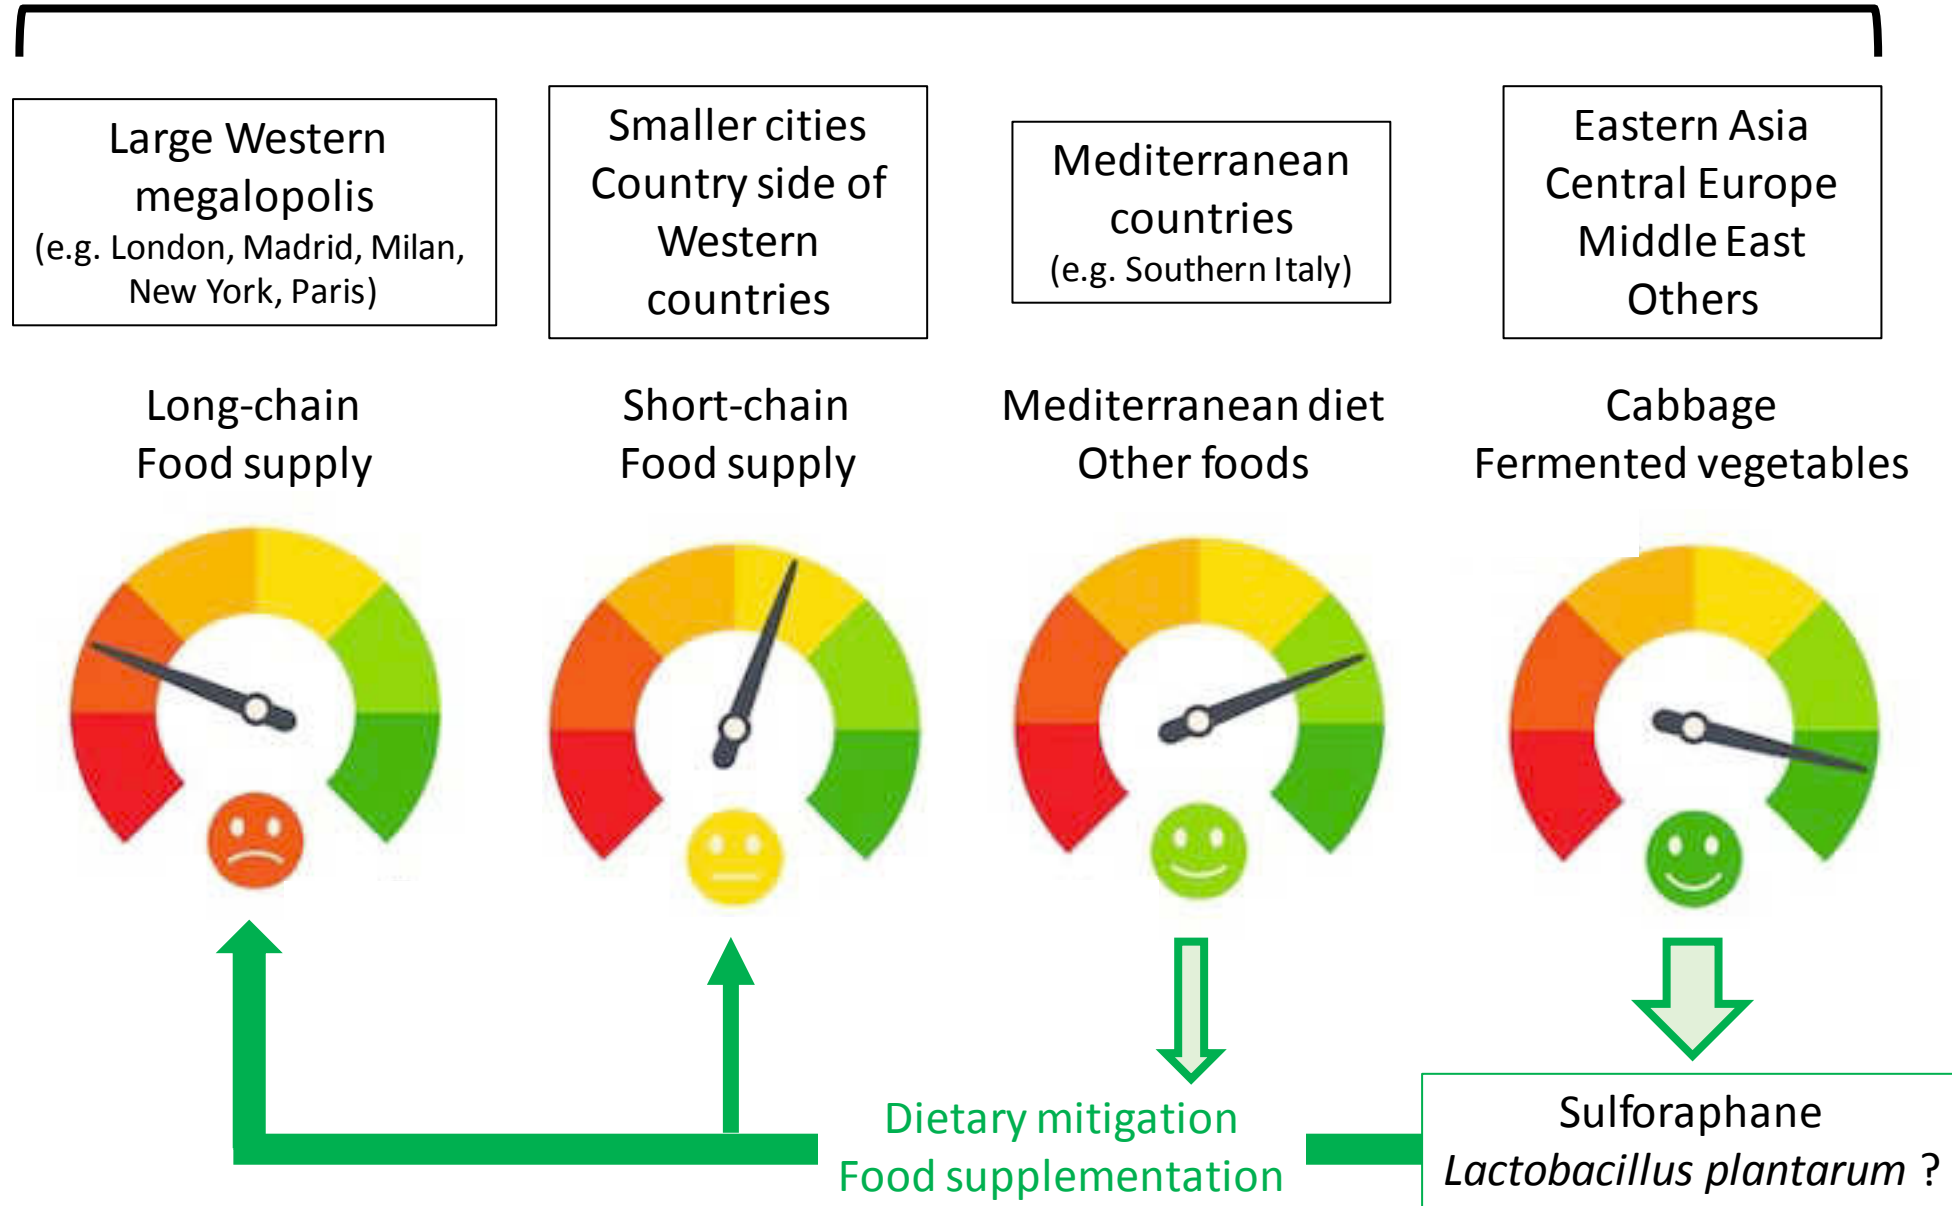 Large Western
megalopolis
(e.g. London, Madrid, Milan,
New York, Paris)
Smaller cities
Country side of
Western
countries
Mediterranean
countries
(e.g. Southern Italy)
Eastern Asia
Central Europe
Middle East
Others
Long-chain
Food supply
Short-chain
Food supply
Mediterranean diet
Other foods
Cabbage
Fermented vegetables
Dietary mitigation
Food supplementation
Sulforaphane
Lactobacillus plantarum ?